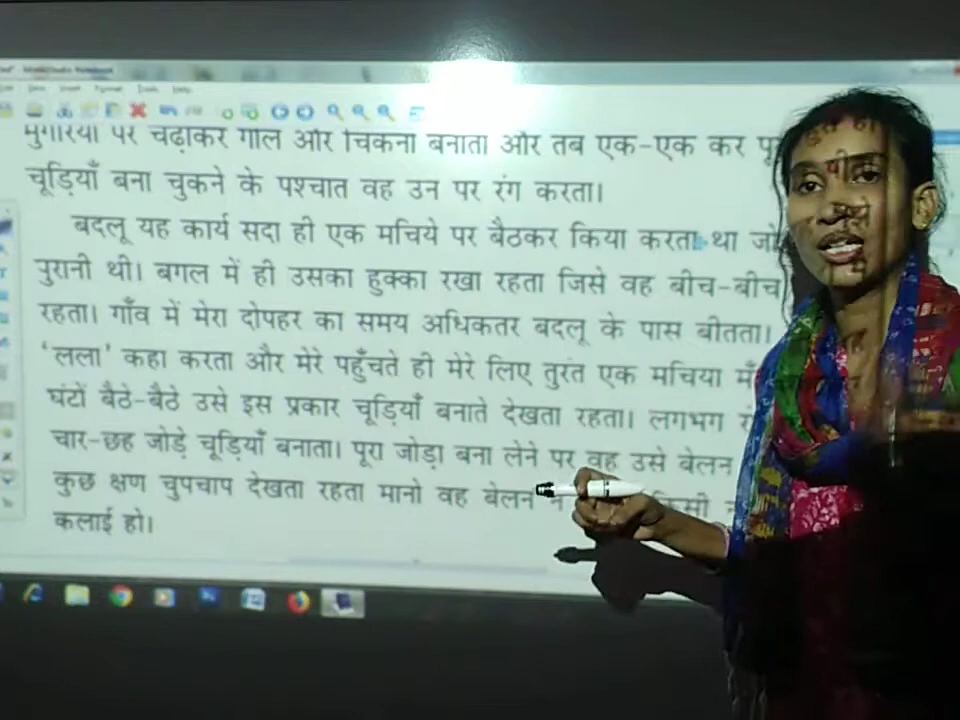 मुंगरियों पर चढ़ाकर गोल और चिकना बनाता और तब एक-एक कर
चूड़ियाँ बना चुकने के पश्चात वह उन पर रंग करता।
बदलू यह कार्य सदा ही एक मचिये पर बैठकर किया करता था जो
पुरानी थी। बगल में ही उसका हुक्का रखा रहता जिसे वह बीच-बीच
रहता। गाँव में मेरा दोपहर का समय अधिकतर बदलू के पास बीतता।
'लला' कहा करता और मेरे पहुँचते ही मेरे लिए तुरंत एक मचिया
घंटों बैठे-बैठे उसे इस प्रकार चूड़ियाँ बनाते देखता रहता। लगभग
चार-छह जोड़े चूड़ियाँ बनाता। पूरा जोड़ा बना लेने पर वह उसे बेलन
कुछ क्षण चुपचाप देखता रहता मानो वह बेलन न
कलाई हो।